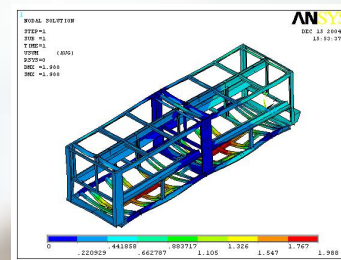 1
NODAL SOLUTION
STEP=1
SUB =1
TIME=1
USUM (AVG)
RSYS=0
DMX =1.988
SMX =1.988
ANSYS
DEC 15 2004
15:53:37
0 .441858 .883717 1.326 1.767
.220929 .662787 1.105 1.547 1.988